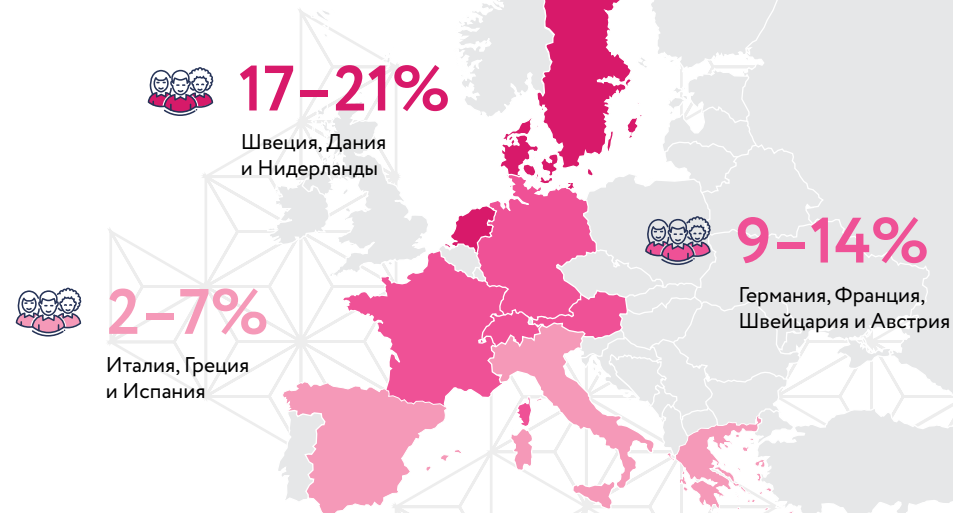 17–21%
Швеция, Дания
и Нидерланды
9–14%
Германия, Франция,
Швейцария и Австрия
2–7%
Италия, Греция
и Испания